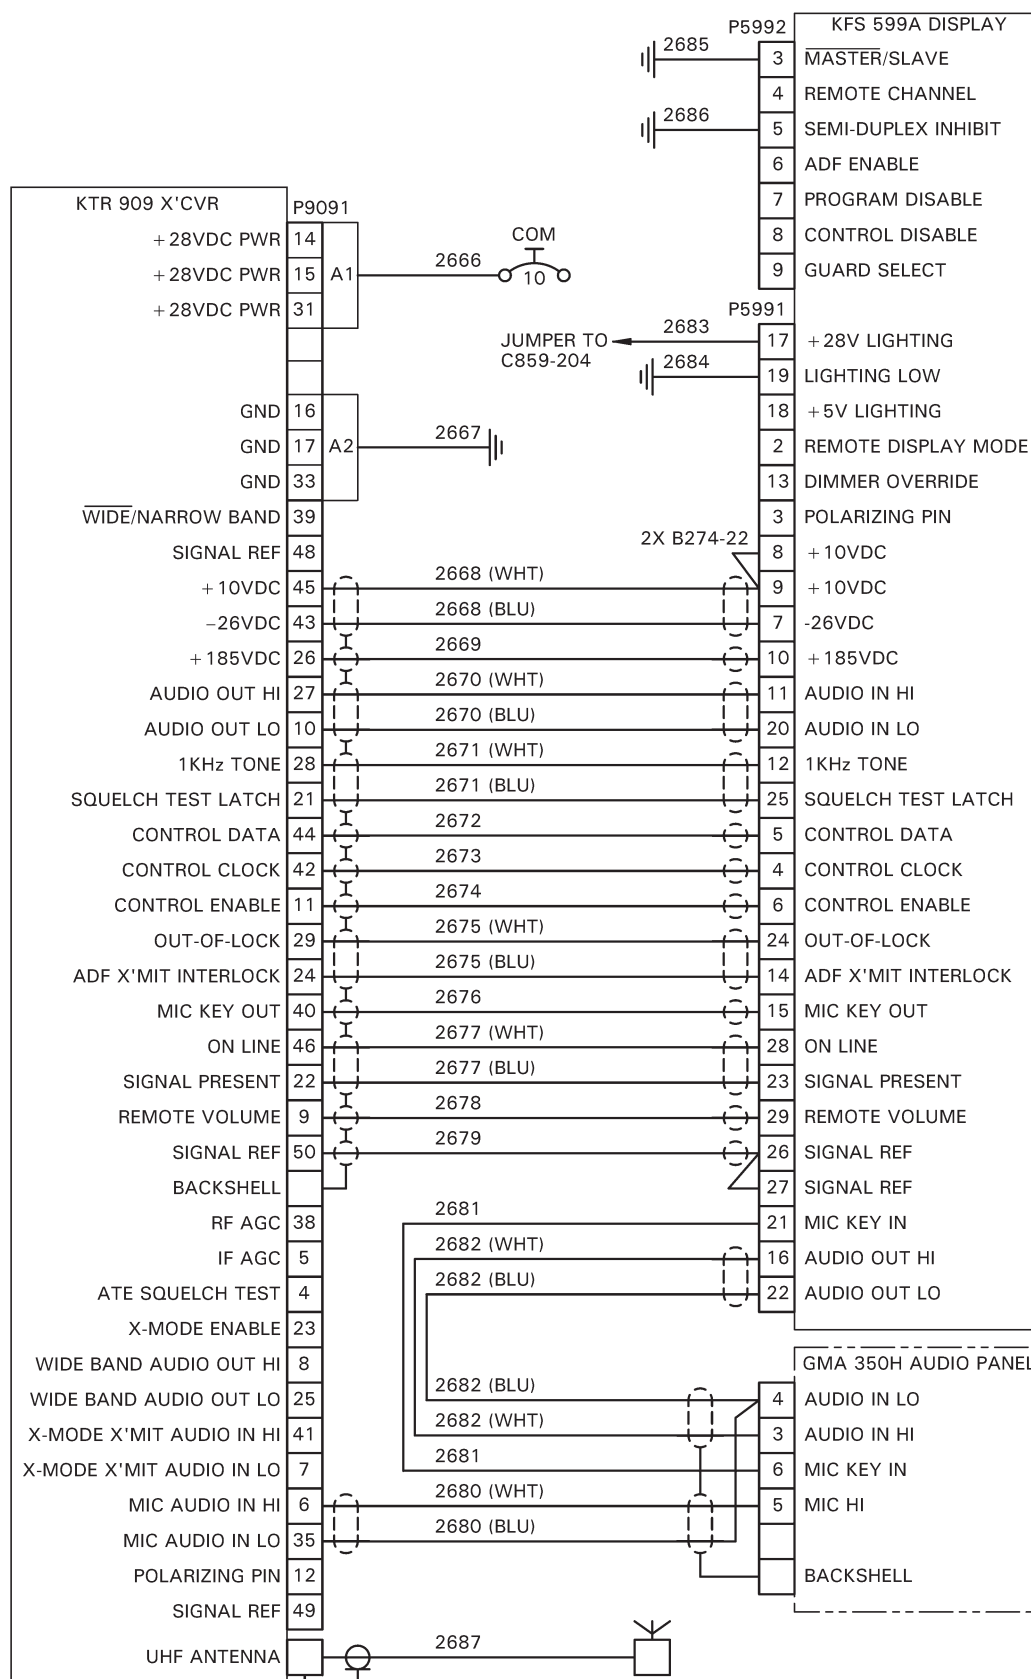 P5992 KFS 599A DISPLAY
2685 3 MASTER/SLAVE
4 REMOTE CHANNEL
2686 5 SEMI-DUPLEX INHIBIT
6 ADF ENABLE
7 PROGRAM DISABLE
8 CONTROL DISABLE
9 GUARD SELECT
KTR 909 X'CVR P9091
+28VDC PWR 14
+28VDC PWR 15 A1 2666 COM 10
+28VDC PWR 31
P5991
JUMPER TO C859-204 2683 17 +28V LIGHTING
2684 19 LIGHTING LOW
GND 16 18 +5V LIGHTING
GND 17 A2 2667 2 REMOTE DISPLAY MODE
GND 33 13 DIMMER OVERRIDE
WIDE/NARROW BAND 39 3 POLARIZING PIN
SIGNAL REF 48 2X B274-22 8 +10VDC
+10VDC 45 2668 (WHT) 9 +10VDC
−26VDC 43 2668 (BLU) 7 -26VDC
+185VDC 26 2669 10 +185VDC
AUDIO OUT HI 27 2670 (WHT) 11 AUDIO IN HI
AUDIO OUT LO 10 2670 (BLU) 20 AUDIO IN LO
1KHz TONE 28 2671 (WHT) 12 1KHz TONE
SQUELCH TEST LATCH 21 2671 (BLU) 25 SQUELCH TEST LATCH
CONTROL DATA 44 2672 5 CONTROL DATA
CONTROL CLOCK 42 2673 4 CONTROL CLOCK
CONTROL ENABLE 11 2674 6 CONTROL ENABLE
OUT-OF-LOCK 29 2675 (WHT) 24 OUT-OF-LOCK
ADF X'MIT INTERLOCK 24 2675 (BLU) 14 ADF X'MIT INTERLOCK
MIC KEY OUT 40 2676 15 MIC KEY OUT
ON LINE 46 2677 (WHT) 28 ON LINE
SIGNAL PRESENT 22 2677 (BLU) 23 SIGNAL PRESENT
REMOTE VOLUME 9 2678 29 REMOTE VOLUME
SIGNAL REF 50 2679 26 SIGNAL REF
BACKSHELL 27 SIGNAL REF
RF AGC 38 2681 21 MIC KEY IN
IF AGC 5 2682 (WHT) 16 AUDIO OUT HI
ATE SQUELCH TEST 4 2682 (BLU) 22 AUDIO OUT LO
X-MODE ENABLE 23
WIDE BAND AUDIO OUT HI 8 GMA 350H AUDIO PANEL
WIDE BAND AUDIO OUT LO 25 2682 (BLU) 4 AUDIO IN LO
X-MODE X'MIT AUDIO IN HI 41 2682 (WHT) 3 AUDIO IN HI
X-MODE X'MIT AUDIO IN LO 7 2681 6 MIC KEY IN
MIC AUDIO IN HI 6 2680 (WHT) 5 MIC HI
MIC AUDIO IN LO 35 2680 (BLU)
POLARIZING PIN 12 BACKSHELL
SIGNAL REF 49
UHF ANTENNA 2687